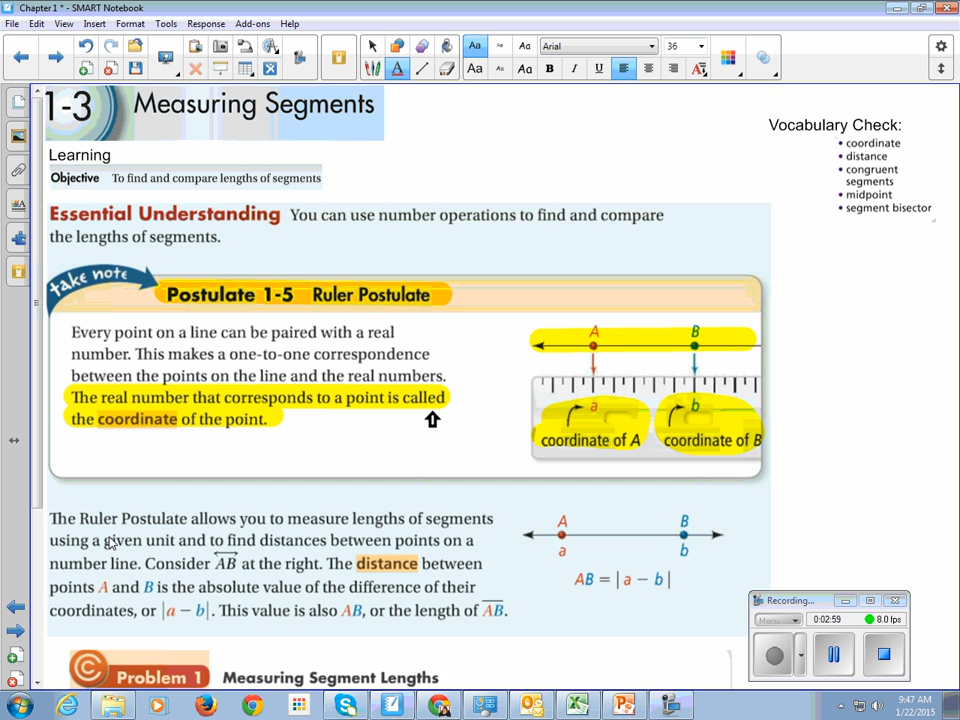 Chapter 1 * - SMART Notebook
File Edit View Insert Format Tools Response Add-ons Help
Aa Aa Aa Arial 36
Aa Aa Aa B I U
1-3 Measuring Segments
Vocabulary Check:
• coordinate
• distance
• congruent
segments
• midpoint
• segment bisector
Learning
Objective To find and compare lengths of segments
Essential Understanding You can use number operations to find and compare
the lengths of segments.
take note
Postulate 1-5 Ruler Postulate
Every point on a line can be paired with a real
number. This makes a one-to-one correspondence
between the points on the line and the real numbers.
The real number that corresponds to a point is called
the coordinate of the point.
A B
a b
coordinate of A coordinate of B
The Ruler Postulate allows you to measure lengths of segments
using a given unit and to find distances between points on a
number line. Consider AB at the right. The distance between
points A and B is the absolute value of the difference of their
coordinates, or |a − b|. This value is also AB, or the length of AB.
A B
a b
AB = | a − b |
Recording...
Menu 0:02:59 8.0 fps
C Problem 1 Measuring Segment Lengths
9:47 AM
1/22/2015